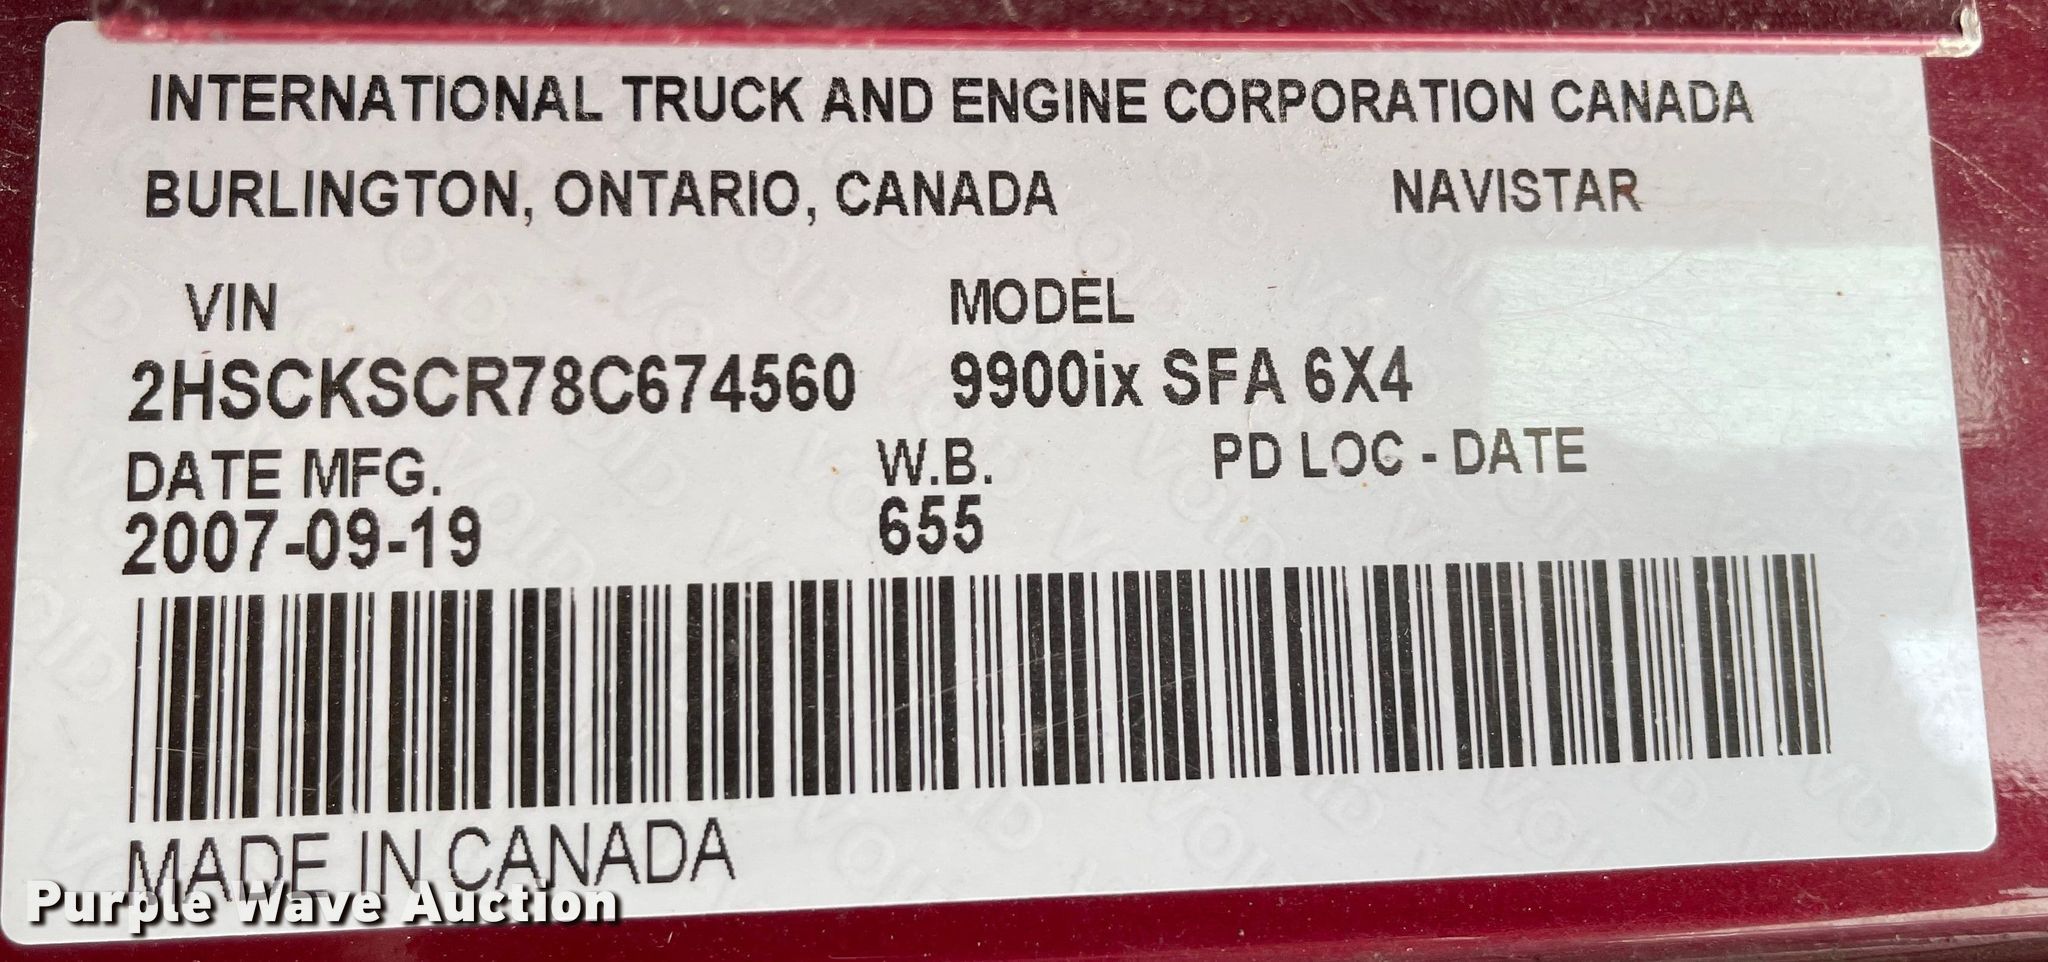 INTERNATIONAL TRUCK AND ENGINE CORPORATION CANADA
BURLINGTON, ONTARIO, CANADA NAVISTAR
VIN MODEL
2HSCKSCR78C674560 9900ix SFA 6X4
DATE MFG. W.B. PD LOC - DATE
2007-09-19 655
MADE IN CANADA
Purple Wave Auction